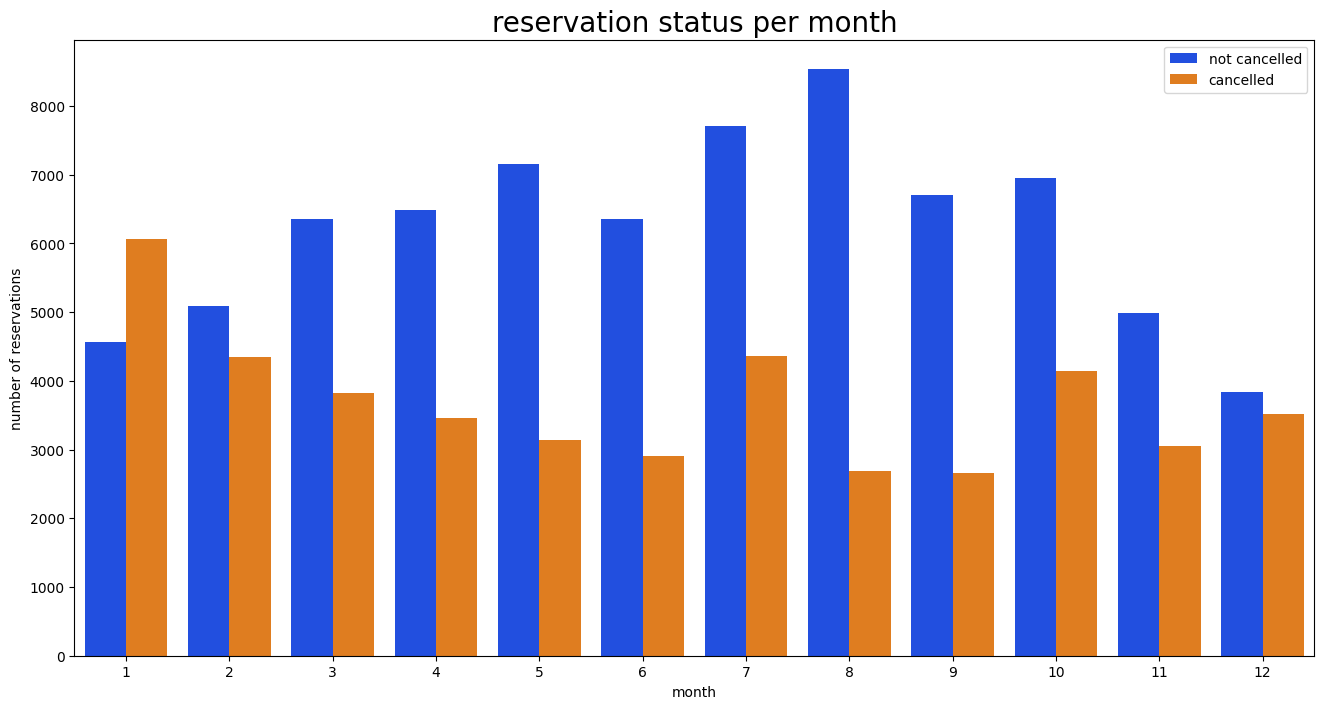 reservation status per month
not cancelled
cancelled
number of reservations
8000
7000
6000
5000
4000
3000
2000
1000
0
1 2 3 4 5 6 7 8 9 10 11 12
month